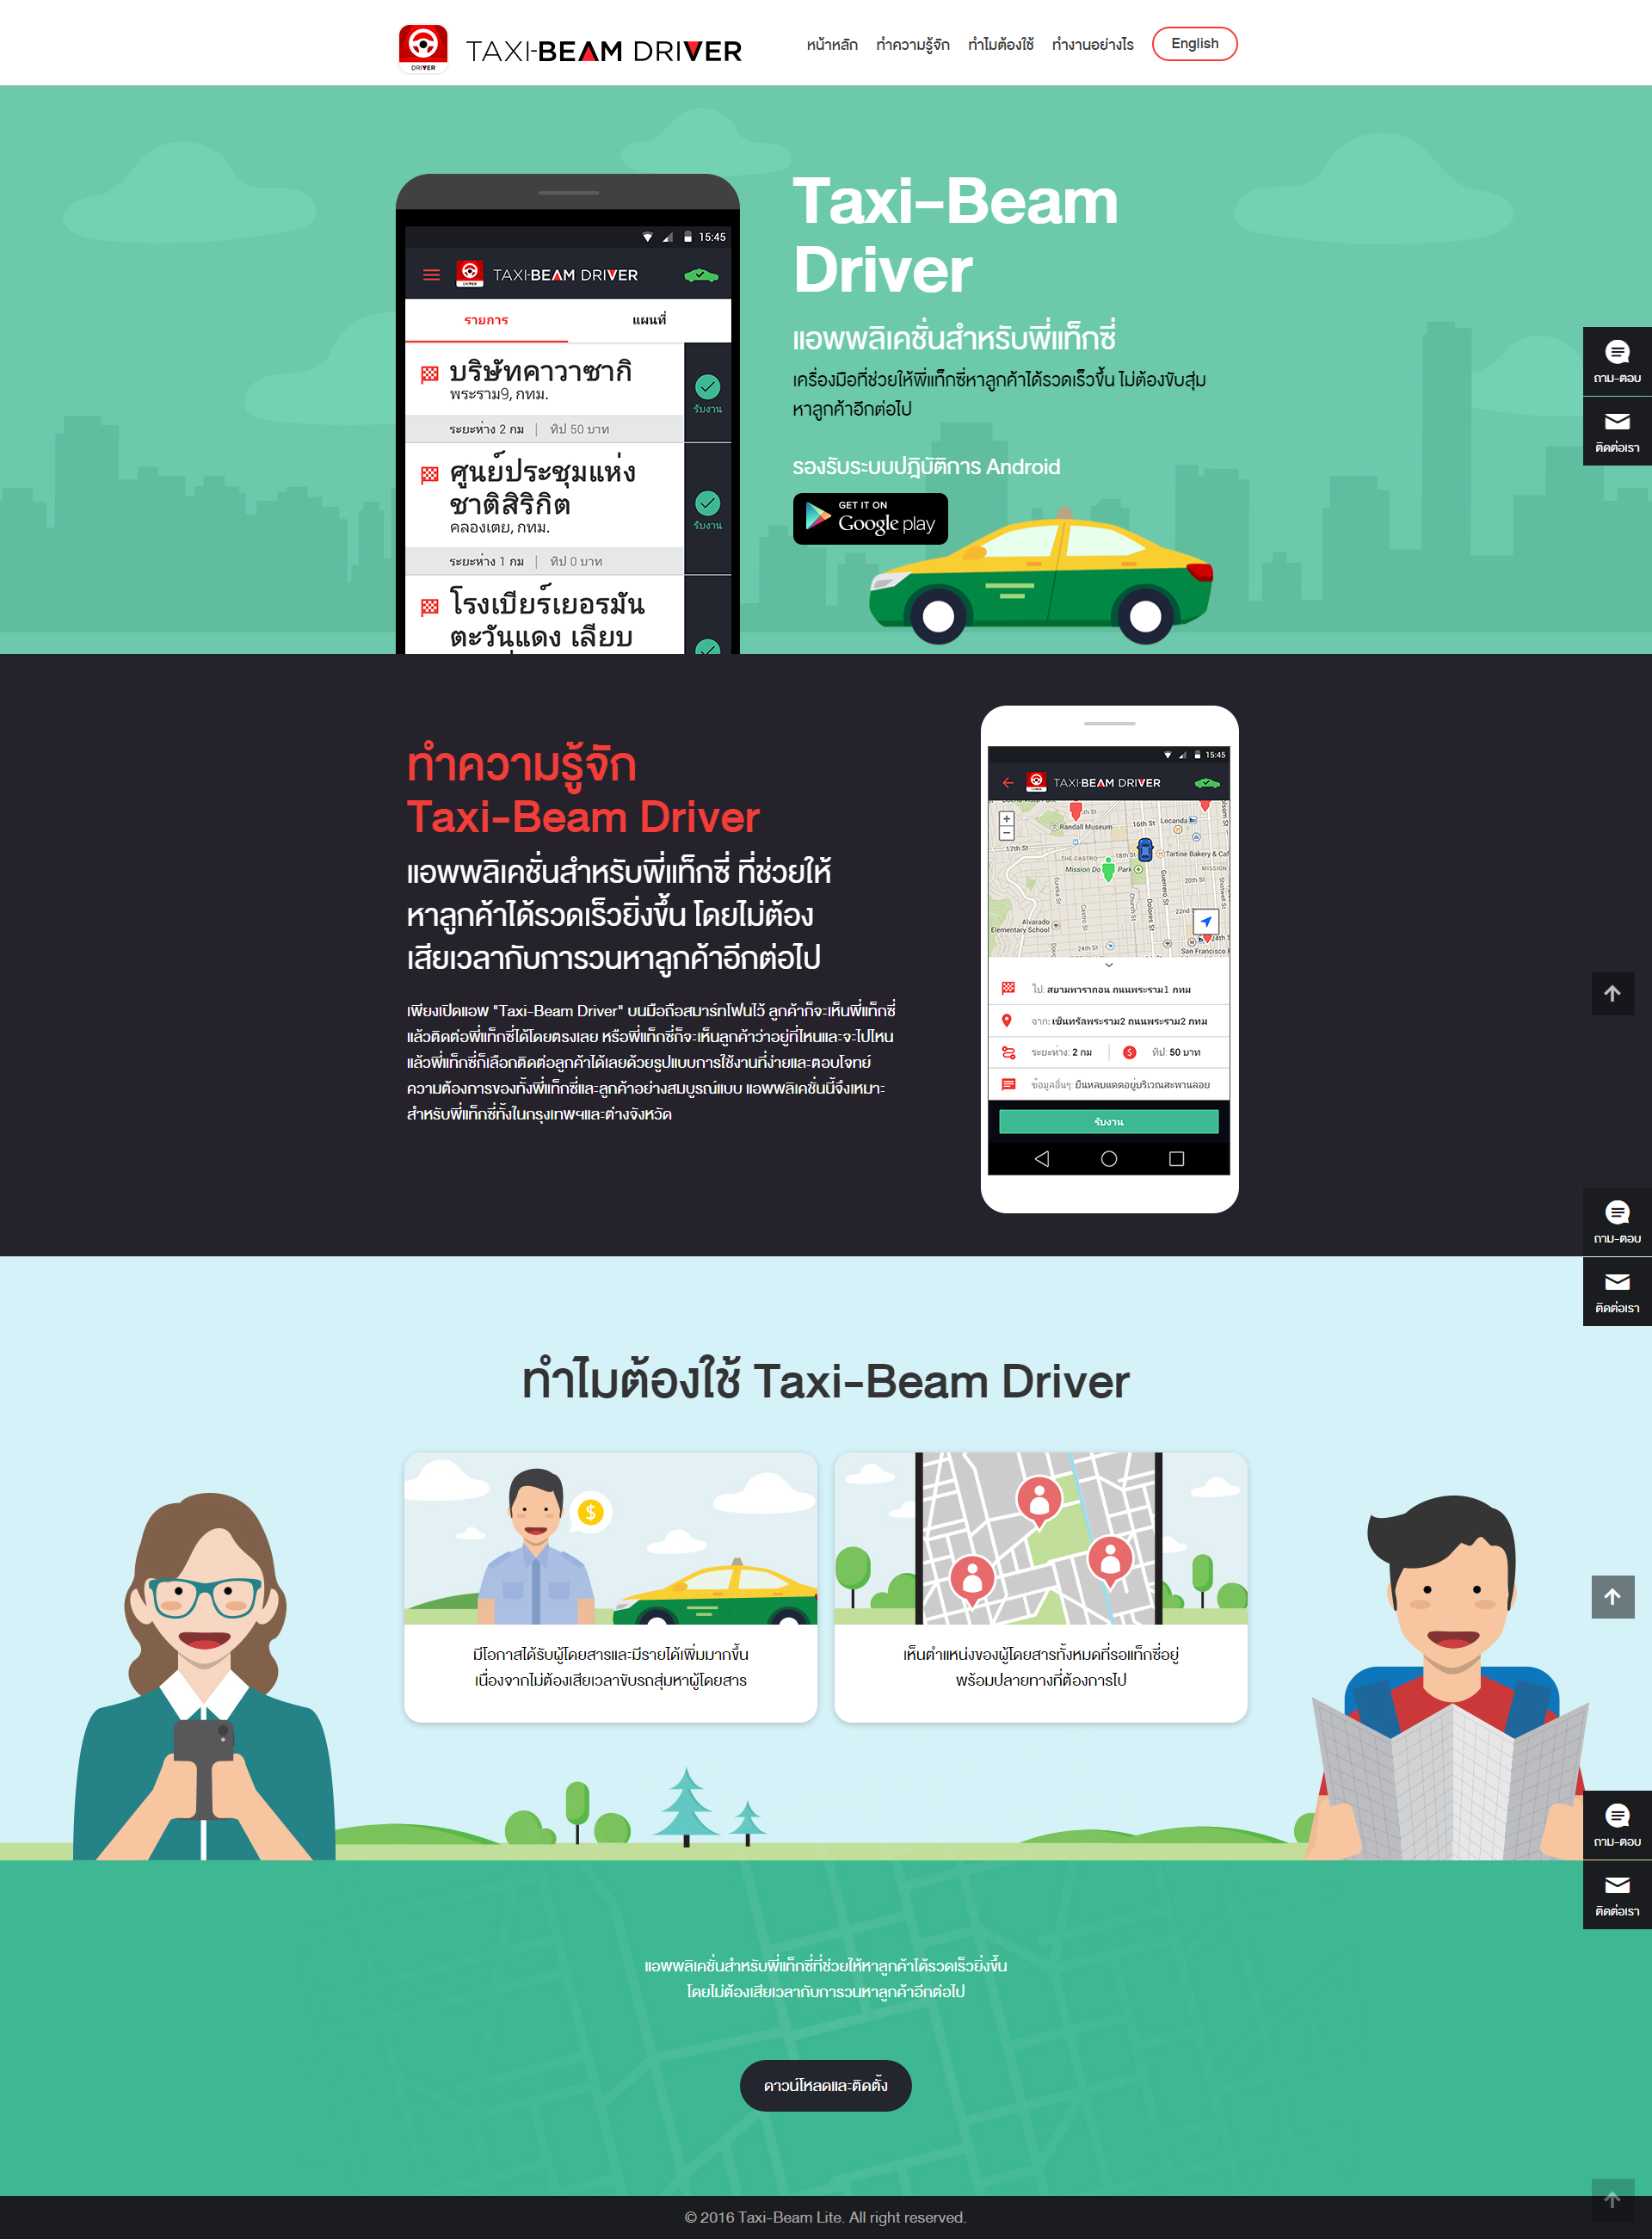 DRIVER
TAXI-BEAM DRIVER
หน้าหลัก
ทำความรู้จัก
ทำไมต้องใช้
ทำงานอย่างไร
English
15:45
TAXI-BEAM DRIVER
รายการ
แผนที่
บริษัทคาวาซากิ
พระราม9, กทม.
รับงาน
ระยะห่าง 2 กม | ทิป 50 บาท
ศูนย์ประชุมแห่ง
ชาติสิริกิต
คลองเตย, กทม.
รับงาน
ระยะห่าง 1 กม | ทิป 0 บาท
โรงเบียร์เยอรมัน
ตะวันแดง เลียบ
Taxi-Beam
Driver
แอพพลิเคชั่นสำหรับพี่แท็กซี่
เครื่องมือที่ช่วยให้พี่แท็กซี่หาลูกค้าได้รวดเร็วขึ้น ไม่ต้องขับสุ่ม
หาลูกค้าอีกต่อไป
รองรับระบบปฎิบัติการ Android
GET IT ON
Google play
ถาม-ตอบ
ติดต่อเรา
ทำความรู้จัก
Taxi-Beam Driver
แอพพลิเคชั่นสำหรับพี่แท็กซี่ ที่ช่วยให้
หาลูกค้าได้รวดเร็วยิ่งขึ้น โดยไม่ต้อง
เสียเวลากับการวนหาลูกค้าอีกต่อไป
เพียงเปิดแอพ "Taxi-Beam Driver" บนมือถือสมาร์ทโฟนไว้ ลูกค้าก็จะเห็นพี่แท็กซี่
แล้วติดต่อพี่แท็กซี่ได้โดยตรงเลย หรือพี่แท็กซี่ก็จะเห็นลูกค้าว่าอยู่ที่ไหนและจะไปไหน
แล้วพี่แท็กซี่ก็เลือกติดต่อลูกค้าได้เลยด้วยรูปแบบการใช้งานที่ง่ายและตอบโจทย์
ความต้องการของทั้งพี่แท็กซี่และลูกค้าอย่างสมบูรณ์แบบ แอพพลิเคชั่นนี้จึงเหมาะ
สำหรับพี่แท็กซี่ทั้งในกรุงเทพฯและต่างจังหวัด
15:45
TAXI-BEAM DRIVER
Randall Museum
16th St
Locanda
17th St
THE CASTRO
18th St
Tartine Bakery & Caf
Mission Do
Park
MISSION
20th St
Eureka St
Castro St
Church St
Dolores St
Guerrero St
22nd
Alvarado
Elementary School
24th St
24th St
San Francisco
ไป: สยามพารากอน ถนนพระราม1 กทม
จาก: เซ็นทรัลพระราม2 ถนนพระราม2 กทม
ระยะห่าง: 2 กม
ทิป: 50 บาท
ข้อมูลอื่นๆ: ยืนหลบแดดอยู่บริเวณสะพานลอย
รับงาน
ถาม-ตอบ
ติดต่อเรา
ทำไมต้องใช้ Taxi-Beam Driver
มีโอกาสได้รับผู้โดยสารและมีรายได้เพิ่มมากขึ้น
เนื่องจากไม่ต้องเสียเวลาขับรถสุ่มหาผู้โดยสาร
เห็นตำแหน่งของผู้โดยสารทั้งหมดที่รอแท็กซี่อยู่
พร้อมปลายทางที่ต้องการไป
ถาม-ตอบ
ติดต่อเรา
แอพพลิเคชั่นสำหรับพี่แท็กซี่ที่ช่วยให้หาลูกค้าได้รวดเร็วยิ่งขึ้น
โดยไม่ต้องเสียเวลากับการวนหาลูกค้าอีกต่อไป
ดาวน์โหลดและติดตั้ง
© 2016 Taxi-Beam Lite. All right reserved.